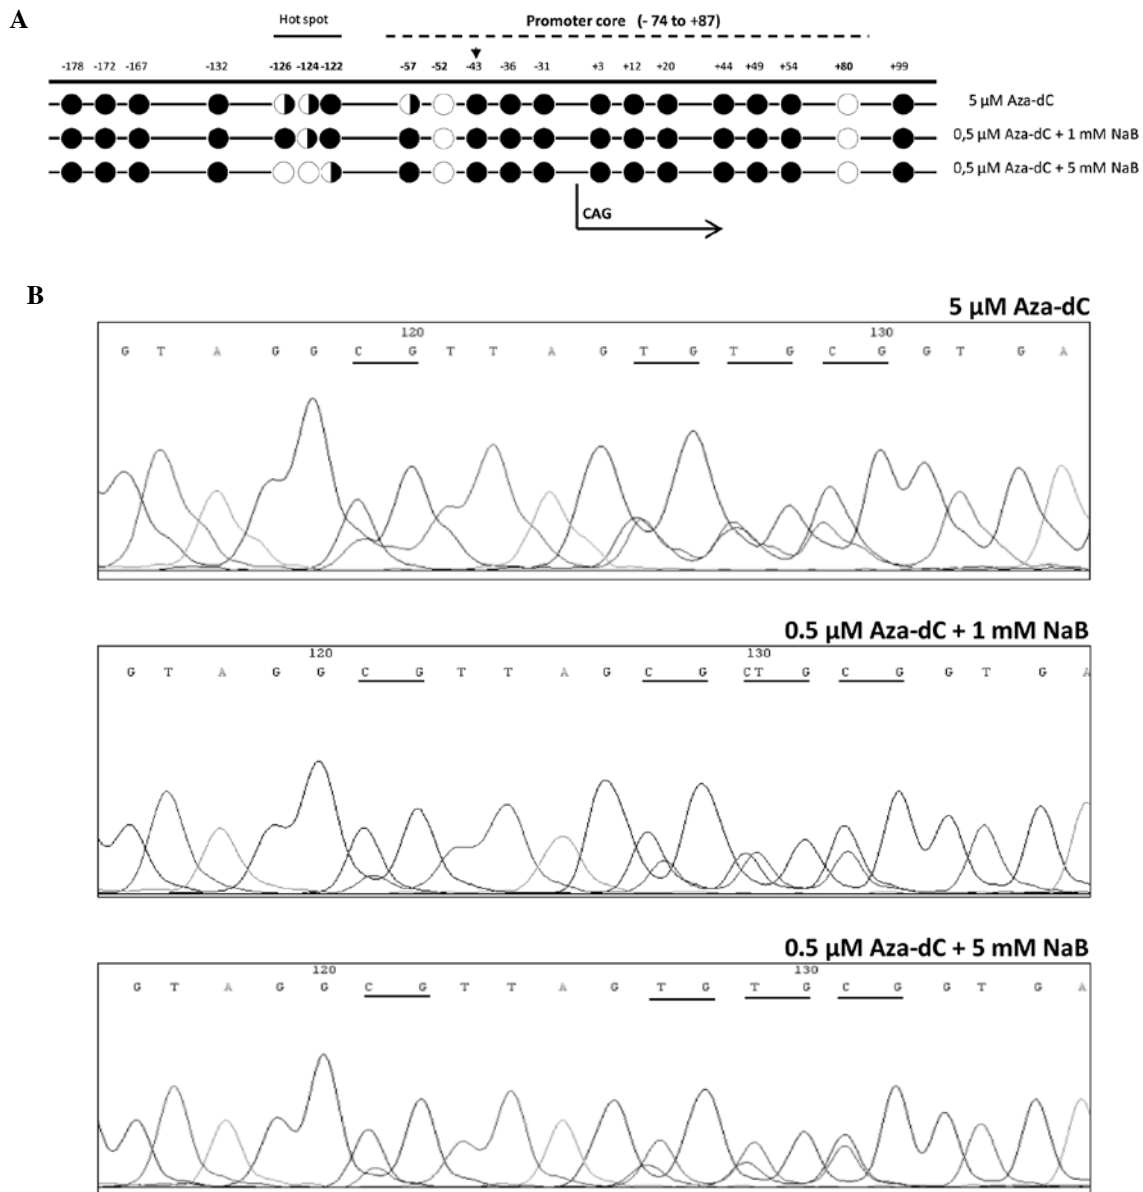 A
Hot spot
Promoter core (- 74 to +87)
-178 -172 -167 -132 -126 -124 -122 -57 -52 -43 -36 -31 +3 +12 +20 +44 +49 +54 +80 +99
5 µM Aza-dC
0,5 µM Aza-dC + 1 mM NaB
0,5 µM Aza-dC + 5 mM NaB
CAG
B
5 µM Aza-dC
120 130
G T A G G C G T T A G T G T G C G G T G A
0.5 µM Aza-dC + 1 mM NaB
120 130
G T A G G C G T T A G C G CT G C G G T G A
0.5 µM Aza-dC + 5 mM NaB
120 130
G T A G G C G T T A G T G T G C G G T G A